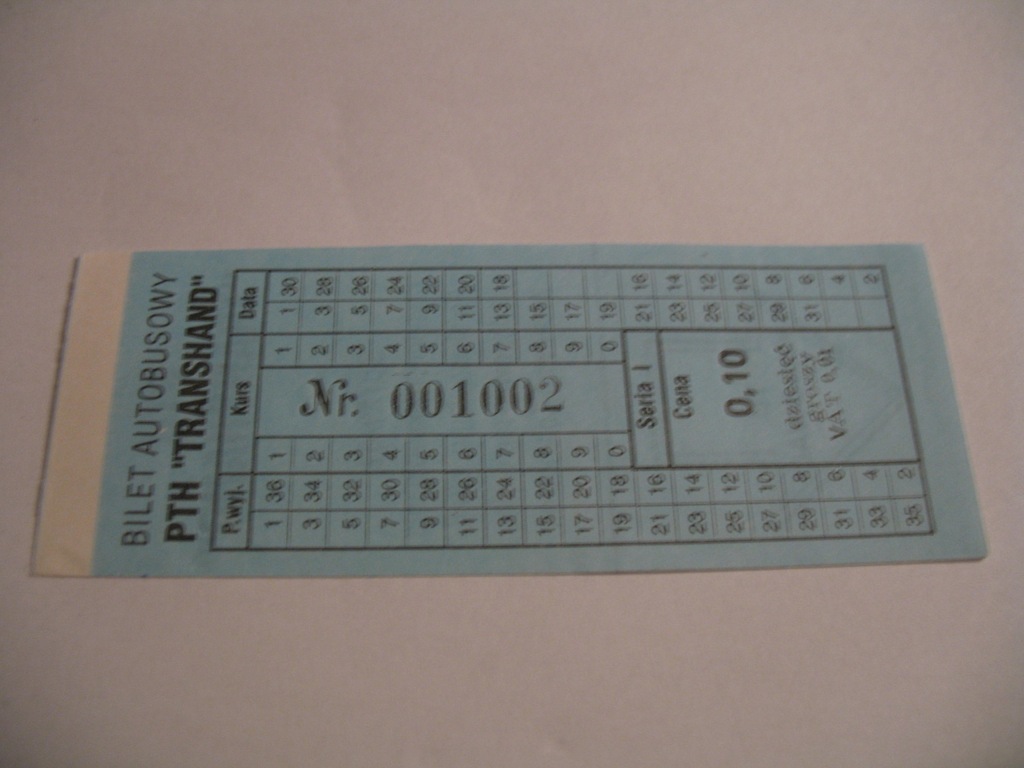 BILET AUTOBUSOWY
PTH "TRANSHAND"
P.wyj. Kurs Data
1 36 1 1 1 30
3 34 2 2 3 28
5 32 3 3 5 26
7 30 4 4 7 24
9 28 5 5 9 22
11 26 6 6 11 20
13 24 7 7 13 18
15 22 8 8 15
17 20 9 9 17
19 18 0 0 19
Nr. 001002
21 16 Seria I 21 16
23 14 Cena 23 14
25 12 25 12
27 10 0,10 27 10
29 8 dziesięć 29 8
31 6 groszy 31 6
33 4 VAT 0,01 4
35 2 2